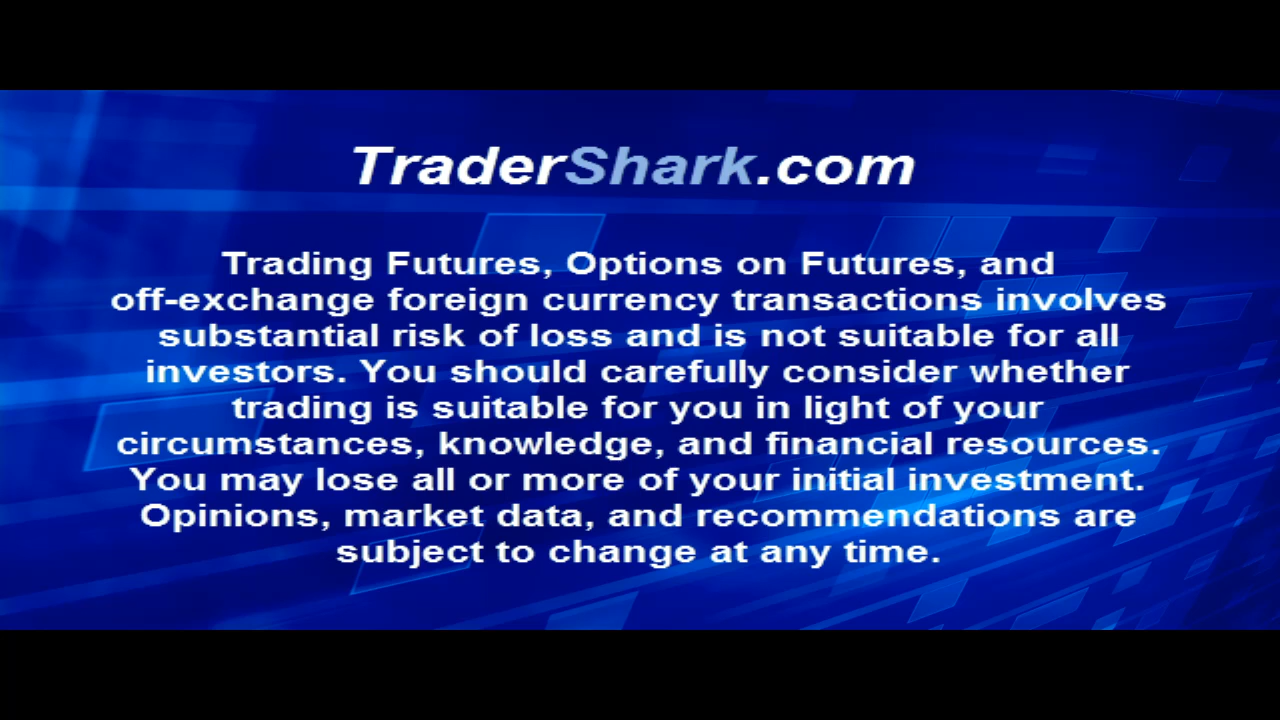 TraderShark.com
Trading Futures, Options on Futures, and
off-exchange foreign currency transactions involves
substantial risk of loss and is not suitable for all
investors. You should carefully consider whether
trading is suitable for you in light of your
circumstances, knowledge, and financial resources.
You may lose all or more of your initial investment.
Opinions, market data, and recommendations are
subject to change at any time.